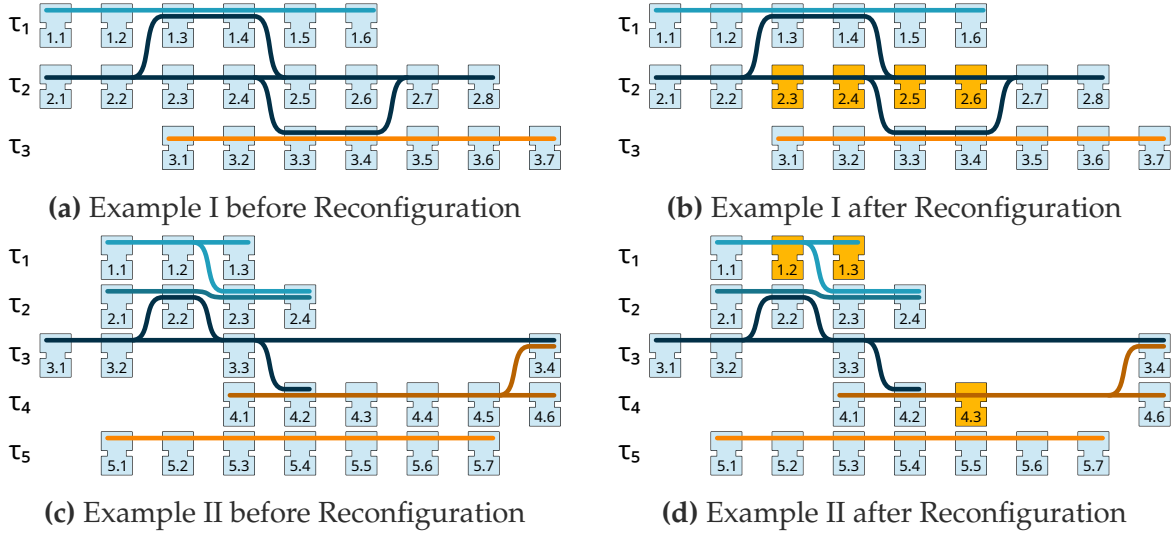 τ₁ 1.1 1.2 1.3 1.4 1.5 1.6
τ₂ 2.1 2.2 2.3 2.4 2.5 2.6 2.7 2.8
τ₃ 3.1 3.2 3.3 3.4 3.5 3.6 3.7
(a) Example I before Reconfiguration
τ₁ 1.1 1.2 1.3 1.4 1.5 1.6
τ₂ 2.1 2.2 2.3 2.4 2.5 2.6 2.7 2.8
τ₃ 3.1 3.2 3.3 3.4 3.5 3.6 3.7
(b) Example I after Reconfiguration
τ₁ 1.1 1.2 1.3
τ₂ 2.1 2.2 2.3 2.4
τ₃ 3.1 3.2 3.3 3.4
τ₄ 4.1 4.2 4.3 4.4 4.5 4.6
τ₅ 5.1 5.2 5.3 5.4 5.5 5.6 5.7
(c) Example II before Reconfiguration
τ₁ 1.1 1.2 1.3
τ₂ 2.1 2.2 2.3 2.4
τ₃ 3.1 3.2 3.3 3.4
τ₄ 4.1 4.2 4.3 4.6
τ₅ 5.1 5.2 5.3 5.4 5.5 5.6 5.7
(d) Example II after Reconfiguration